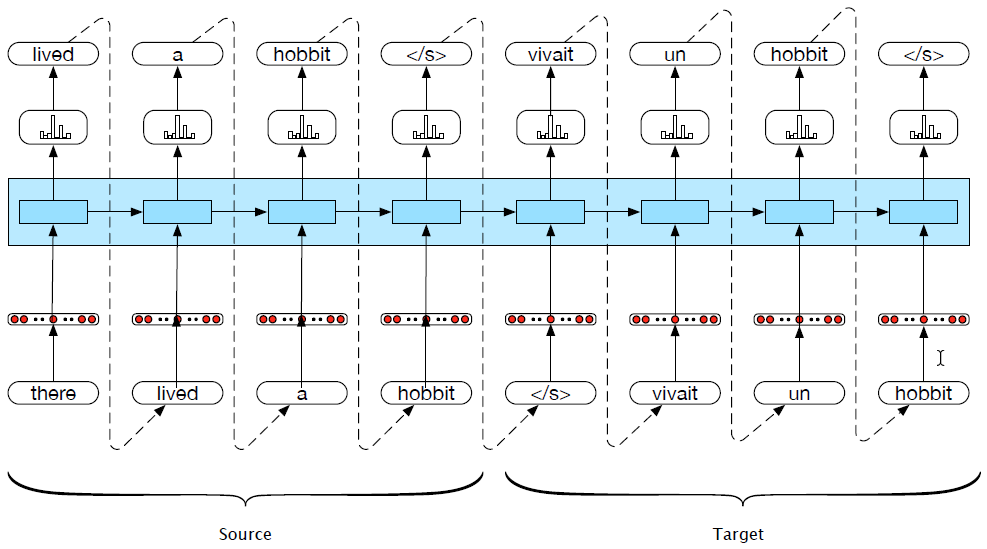 lived a hobbit </s> vivait un hobbit </s>
there lived a hobbit </s> vivait un hobbit
Source Target